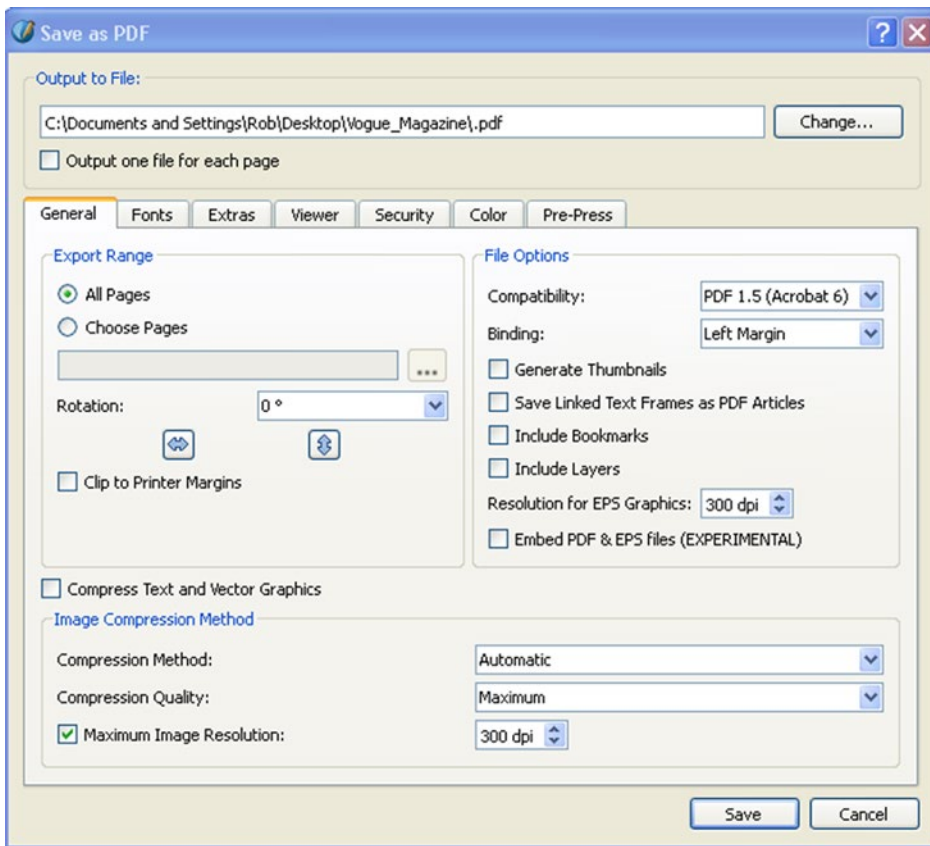 Save as PDF
Output to File:
C:\Documents and Settings\Rob\Desktop\Vogue_Magazine\.pdf
Change...
Output one file for each page
General Fonts Extras Viewer Security Color Pre-Press
Export Range
All Pages
Choose Pages
...
Rotation: 0 °
Clip to Printer Margins
File Options
Compatibility: PDF 1.5 (Acrobat 6)
Binding: Left Margin
Generate Thumbnails
Save Linked Text Frames as PDF Articles
Include Bookmarks
Include Layers
Resolution for EPS Graphics: 300 dpi
Embed PDF & EPS files (EXPERIMENTAL)
Compress Text and Vector Graphics
Image Compression Method
Compression Method: Automatic
Compression Quality: Maximum
Maximum Image Resolution: 300 dpi
Save Cancel